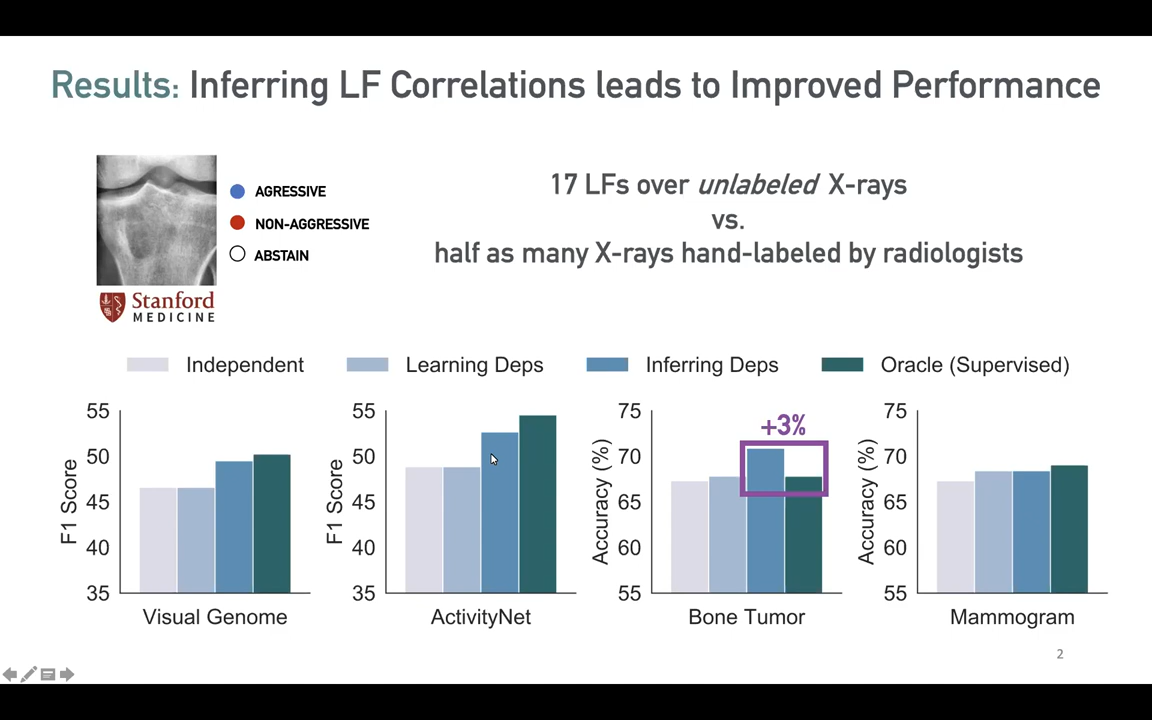 Results: Inferring LF Correlations leads to Improved Performance
AGRESSIVE
NON-AGGRESSIVE
ABSTAIN
Stanford
MEDICINE
17 LFs over unlabeled X-rays
vs.
half as many X-rays hand-labeled by radiologists
Independent
Learning Deps
Inferring Deps
Oracle (Supervised)
F1 Score
55
50
45
40
35
Visual Genome
F1 Score
55
50
45
40
35
ActivityNet
Accuracy (%)
75
70
65
60
55
+3%
Bone Tumor
Accuracy (%)
75
70
65
60
55
Mammogram
2